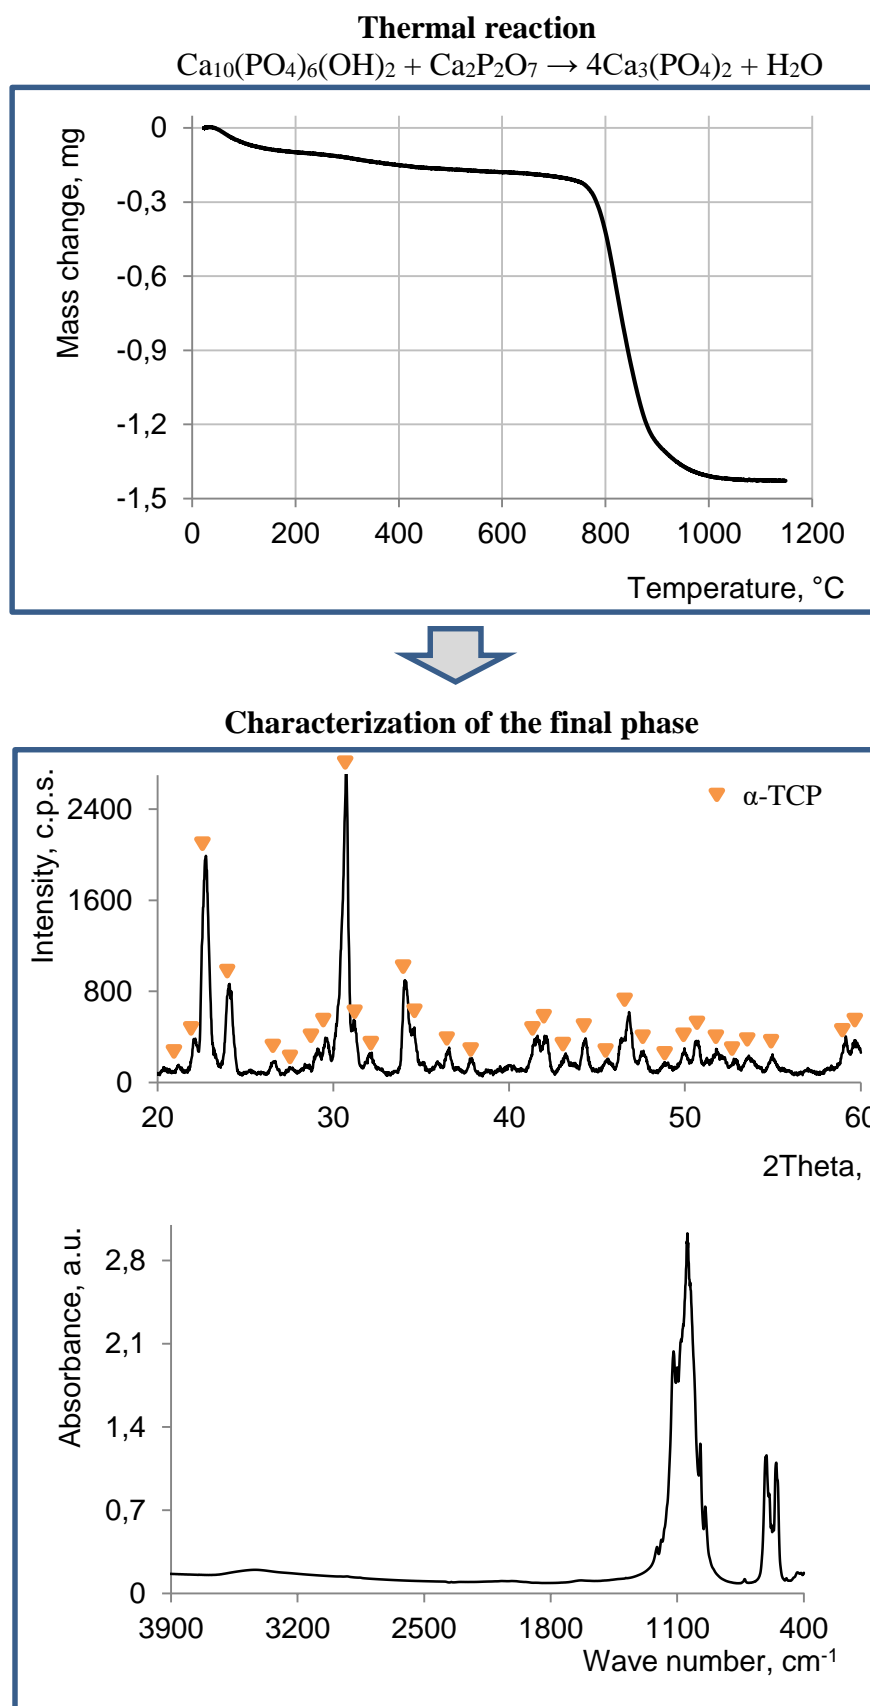 Thermal reaction
Ca₁₀(PO₄)₆(OH)₂ + Ca₂P₂O₇ → 4Ca₃(PO₄)₂ + H₂O
Mass change, mg
0
-0,3
-0,6
-0,9
-1,2
-1,5
0 200 400 600 800 1000 1200
Temperature, °C
Characterization of the final phase
Intensity, c.p.s.
α-TCP
2400
1600
800
0
20 30 40 50 60
2Theta,
Absorbance, a.u.
2,8
2,1
1,4
0,7
0
3900 3200 2500 1800 1100 400
Wave number, cm⁻¹